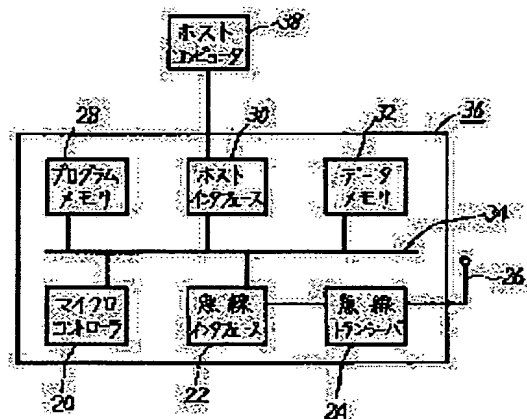 ホスト
コンピュータ
38
28
30
32
36
プログラム
メモリ
ホスト
インタフェース
データ
メモリ
34
26
マイクロ
コントローラ
無線
インタフェース
無線
トランシーバ
20
22
24